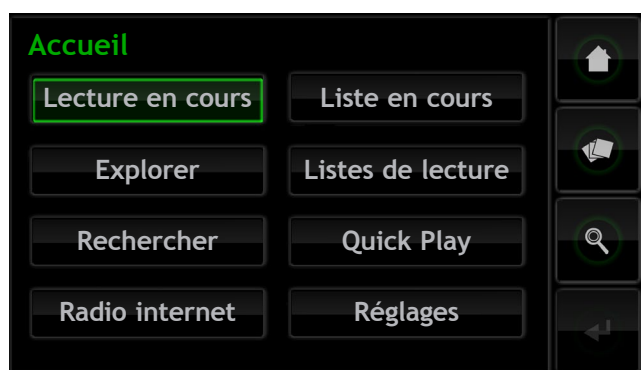 Accueil
Lecture en cours
Liste en cours
Explorer
Listes de lecture
Rechercher
Quick Play
Radio internet
Réglages